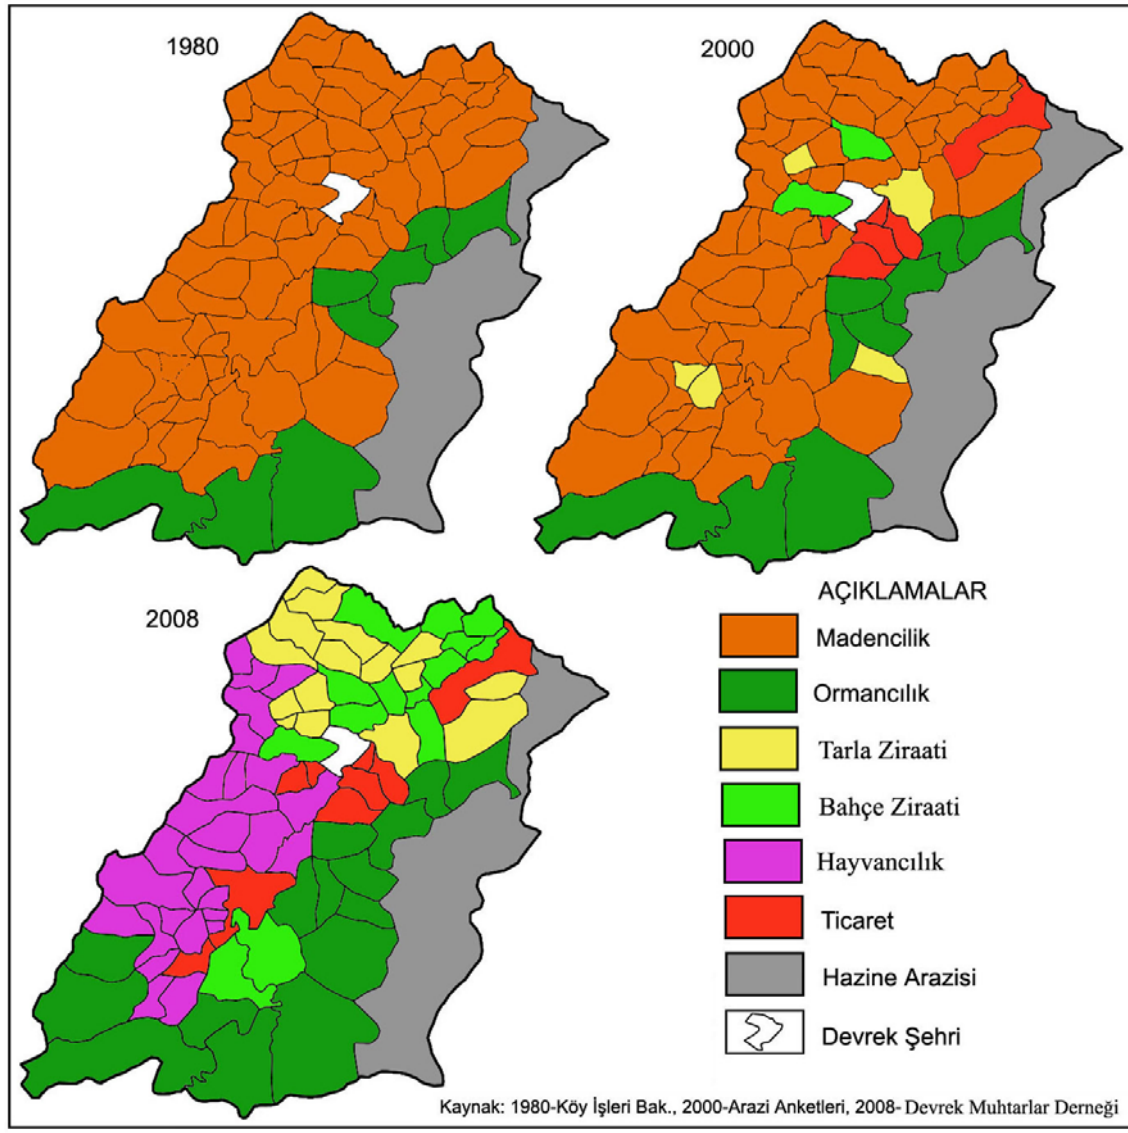 1980
2000
2008
AÇIKLAMALAR
Madencilik
Ormancılık
Tarla Ziraati
Bahçe Ziraati
Hayvancılık
Ticaret
Hazine Arazisi
Devrek Şehri
Kaynak: 1980-Köy İşleri Bak., 2000-Arazi Anketleri, 2008- Devrek Muhtarlar Derneği